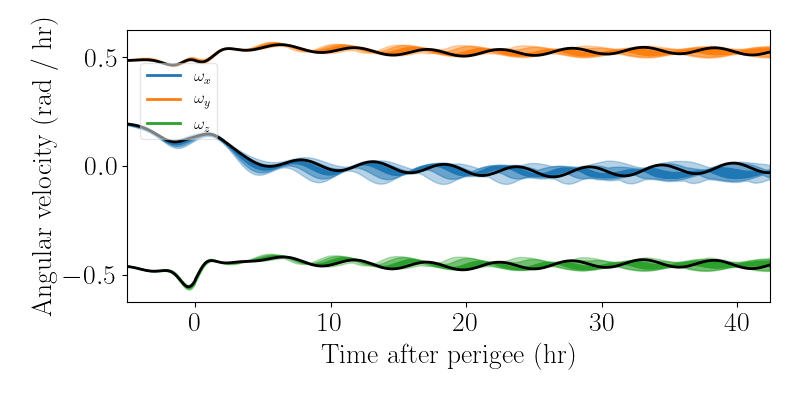 Angular velocity (rad / hr)
0.5
0.0
−0.5
ωx
ωy
ωz
0 10 20 30 40
Time after perigee (hr)